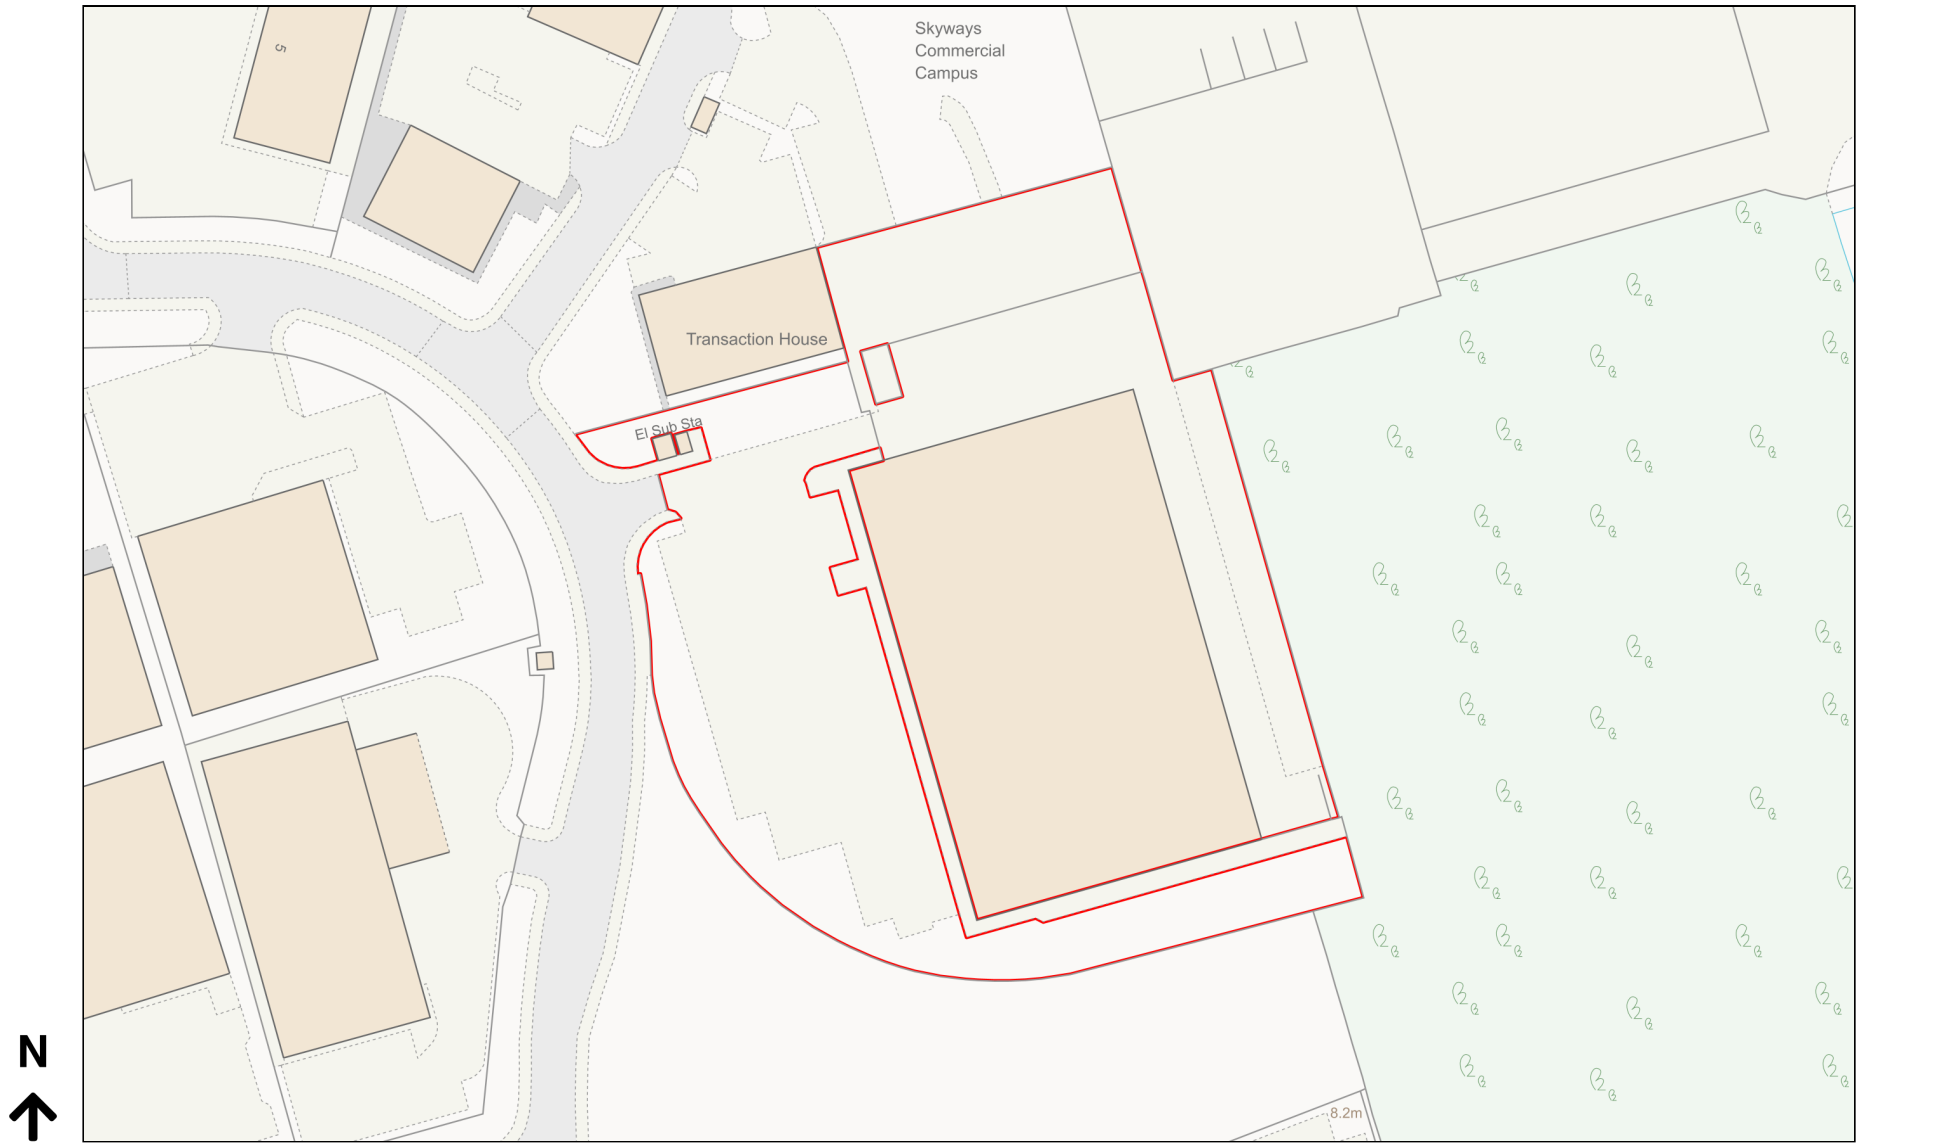 Skyways
Commercial
Campus
5
Transaction House
El Sub Sta
N
8.2m